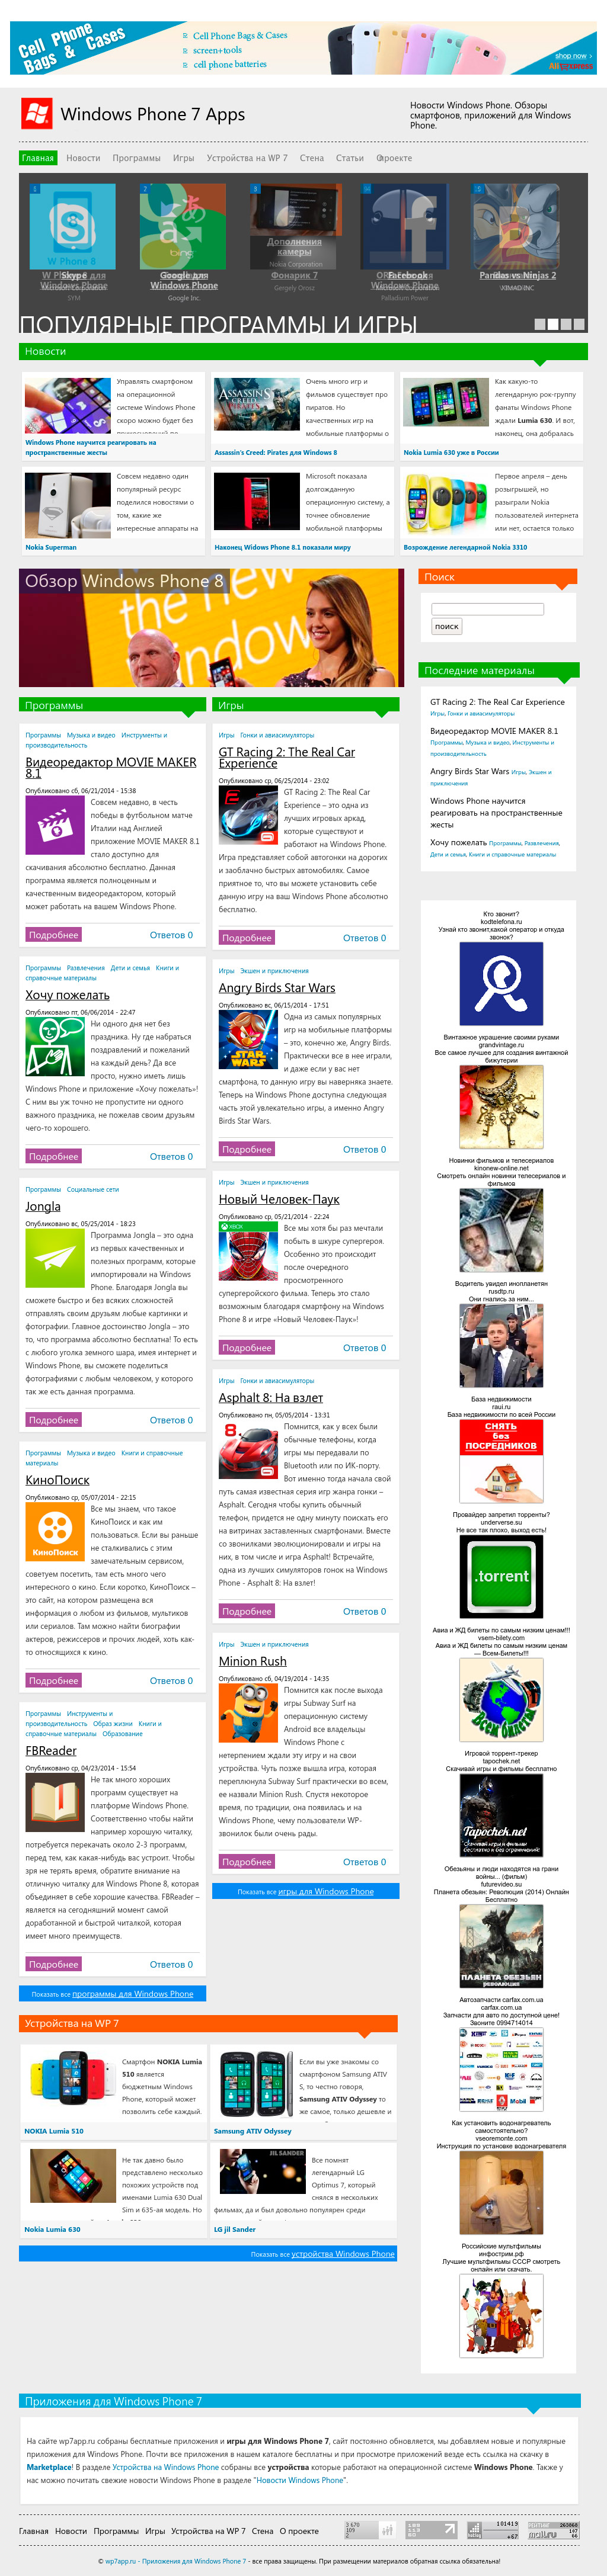 Cell Phone
Bags & Cases
Cell Phone Bags & Cases
screen+tools
cell phone batteries
shop now ›
AliExpress
Windows Phone 7 Apps
Новости Windows Phone. Обзоры
смартфонов, приложений для Windows
Phone.
Главная Новости Программы Игры Устройства на WP 7 Стена Статьи О проекте
Дополнения
камеры
Nokia Corporation
Skype
Google для
Windows Phone
Google Inc.
Фонарик 7
Gergely Orosz
Facebook
Palladium Power
Pandas vs Ninjas 2
SYM
ПОПУЛЯРНЫЕ ПРОГРАММЫ И ИГРЫ
Новости
Управлять смартфоном
на операционной
системе Windows Phone
скоро можно будет без
Windows Phone научится реагировать на
пространственные жесты
Очень много игр и
фильмов существует про
пиратов. Но
качественных игр на
мобильные платформы о
Assassin's Creed: Pirates для Windows 8
Как какую-то
легендарную рок-группу
фанаты Windows Phone
ждали Lumia 630. И вот,
наконец, она добралась
Nokia Lumia 630 уже в России
Совсем недавно один
популярный ресурс
поделился новостями о
том, какие же
интересные аппараты на
Nokia Superman
Microsoft показала
долгожданную
операционную систему, а
точнее обновление
мобильной платформы
Наконец Widows Phone 8.1 показали миру
Первое апреля – день
розыгрышей, но
разыграли Nokia
пользователей интернета
или нет, остается только
Возрождение легендарной Nokia 3310
Обзор Windows Phone 8
Поиск
поиск
Последние материалы
GT Racing 2: The Real Car Experience
Игры, Гонки и авиасимуляторы
Видеоредактор MOVIE MAKER 8.1
Программы, Музыка и видео, Инструменты и
производительность
Angry Birds Star Wars Игры, Экшен и
приключения
Windows Phone научится
реагировать на пространственные
жесты
Хочу пожелать Программы, Развлечения,
Дети и семья, Книги и справочные материалы
Программы
Программы Музыка и видео Инструменты и
производительность
Видеоредактор MOVIE MAKER
8.1
Опубликовано сб, 06/21/2014 - 15:38
Совсем недавно, в честь
победы в футбольном матче
Италии над Англией
приложение MOVIE MAKER 8.1
стало доступно для
скачивания абсолютно бесплатно. Данная
программа является полноценным и
качественным видеоредактором, который
может работать на вашем Windows Phone.
Подробнее Ответов 0
Программы Развлечения Дети и семья Книги и
справочные материалы
Хочу пожелать
Опубликовано пт, 06/06/2014 - 22:47
Ни одного дня нет без
праздника. Ну где набраться
поздравлений и пожеланий
на каждый день? Да все
просто, нужно иметь лишь
Windows Phone и приложение «Хочу пожелать»!
С ним вы уж точно не пропустите ни одного
важного праздника, не пожелав своим друзьям
чего-то хорошего.
Подробнее Ответов 0
Программы Социальные сети
Jongla
Опубликовано вс, 05/25/2014 - 18:23
Программа Jongla – это одна
из первых качественных и
полезных программ, которые
импортировали на Windows
Phone. Благодаря Jongla вы
сможете быстро и без всяких сложностей
отправлять своим друзьям любые картинки и
фотографии. Главное достоинство Jongla – это
то, что программа абсолютно бесплатна! То есть
с любого уголка земного шара, имея интернет и
Windows Phone, вы сможете поделиться
фотографиями с любым человеком, у которого
так же есть данная программа.
Подробнее Ответов 0
Программы Музыка и видео Книги и справочные
материалы
КиноПоиск
Опубликовано ср, 05/07/2014 - 22:15
КиноПоиск
Все мы знаем, что такое
КиноПоиск и как им
пользоваться. Если вы раньше
не сталкивались с этим
замечательным сервисом,
советуем посетить, там есть много чего
интересного о кино. Если коротко, КиноПоиск –
это сайт, на котором размещена вся
информация о любом из фильмов, мультиков
или сериалов. Там можно найти биографии
актеров, режиссеров и прочих людей, хоть как-
то относящихся к кино.
Подробнее Ответов 0
Программы Инструменты и
производительность Образ жизни Книги и
справочные материалы Образование
FBReader
Опубликовано ср, 04/23/2014 - 15:54
Не так много хороших
программ существует на
платформе Windows Phone.
Соответственно чтобы найти
например хорошую читалку,
потребуется перекачать около 2-3 программ,
перед тем, как какая-нибудь вас устроит. Чтобы
зря не терять время, обратите внимание на
отличную читалку для Windows Phone 8, которая
объединяет в себе хорошие качества. FBReader –
является на сегодняшний момент самой
доработанной и быстрой читалкой, которая
имеет много преимуществ.
Подробнее Ответов 0
Показать все программы для Windows Phone
Игры
Игры Гонки и авиасимуляторы
GT Racing 2: The Real Car
Experience
Опубликовано ср, 06/25/2014 - 23:02
GT Racing 2: The Real Car
Experience – это одна из
лучших игровых аркад,
которые существуют и
работают на Windows Phone.
Игра представляет собой автогонки на дорогих
и заоблачно быстрых автомобилях. Самое
приятное то, что вы можете установить себе
данную игру на ваш Windows Phone абсолютно
бесплатно.
Подробнее Ответов 0
Игры Экшен и приключения
Angry Birds Star Wars
Опубликовано вс, 06/15/2014 - 17:51
STAR WARS
Одна из самых популярных
игр на мобильные платформы
– это, конечно же, Angry Birds.
Практически все в нее играли,
и даже если у вас нет
смартфона, то данную игру вы наверняка знаете.
Теперь на Windows Phone доступна следующая
часть этой увлекательно игры, а именно Angry
Birds Star Wars.
Подробнее Ответов 0
Игры Экшен и приключения
Новый Человек-Паук
Опубликовано ср, 05/21/2014 - 22:24
XBOX
Все мы хотя бы раз мечтали
побыть в шкуре супергероя.
Особенно это происходит
после очередного
просмотренного
супергеройского фильма. Теперь это стало
возможным благодаря смартфону на Windows
Phone 8 и игре «Новый Человек-Паук»!
Подробнее Ответов 0
Игры Гонки и авиасимуляторы
Asphalt 8: На взлет
Опубликовано пн, 05/05/2014 - 13:31
Помнится, как у всех были
обычные телефоны, когда
игры мы передавали по
Bluetooth или по ИК-порту.
Вот именно тогда начала свой
путь самая известная серия игр жанра гонки –
Asphalt. Сегодня чтобы купить обычный
телефон, придется не одну минуту поискать его
на витринах заставленных смартфонами. Вместе
со звонилками эволюционировали и игры на
них, в том числе и игра Asphalt! Встречайте,
одна из лучших симуляторов гонок на Windows
Phone - Asphalt 8: На взлет!
Подробнее Ответов 0
Игры Экшен и приключения
Minion Rush
Опубликовано сб, 04/19/2014 - 14:35
Помнится как после выхода
игры Subway Surf на
операционную систему
Android все владельцы
Windows Phone с
нетерпением ждали эту игру и на свои
устройства. Чуть позже вышла игра, которая
переплюнула Subway Surf практически во всем,
ее назвали Minion Rush. Спустя некоторое
время, по традиции, она появилась и на
Windows Phone, чему пользователи WP-
звонилок были очень рады.
Подробнее Ответов 0
Показать все игры для Windows Phone
Кто звонит?
kodtelefona.ru
Узнай кто звонит,какой оператор и откуда
звонок?
Винтажное украшение своими руками
grandvintage.ru
Все самое лучшее для создания винтажной
бижутерии
Новинки фильмов и телесериалов
kinonew-online.net
Смотреть онлайн новинки телесериалов и
фильмов
Водитель увидел инопланетян
rusdtp.ru
Они гнались за ним...
База недвижимости
raui.ru
База недвижимости по всей России
СНЯТЬ
без
ПОСРЕДНИКОВ
Провайдер запретил торренты?
underverse.su
Не все так плохо, выход есть!
.torrent
Авиа и ЖД билеты по самым низким ценам!!!
vsem-bilety.com
Авиа и ЖД билеты по самым низким ценам
— Всем-Билеты!!!
Игровой торрент-трекер
tapochek.net
Скачивай игры и фильмы бесплатно
Tapochek.net
Скачивай игры и фильмы
бесплатно и без ограничений!
Обезьяны и люди находятся на грани
войны... (фильм)
futurevideo.su
Планета обезьян: Революция (2014) Онлайн
Бесплатно
ПЛАНЕТА ОБЕЗЬЯН
РЕВОЛЮЦИЯ
Автозапчасти carfax.com.ua
carfax.com.ua
Запчасти для авто по доступной цене!
Звоните 0994714014
Как установить водонагреватель
самостоятельно?
vseoremonte.com
Инструкция по установке водонагревателя
Российские мультфильмы
инфострим.рф
Лучшие мультфильмы СССР смотреть
онлайн или скачать.
Устройства на WP 7
Смартфон NOKIA Lumia
510 является
бюджетным Windows
Phone, который может
позволить себе каждый.
NOKIA Lumia 510
Если вы уже знакомы со
смартфоном Samsung ATIV
S, то честно говоря,
Samsung ATIV Odyssey то
же самое, только дешевле и
Samsung ATIV Odyssey
Не так давно было
представлено несколько
похожих устройств под
именами Lumia 630 Dual
Sim и 635-ая модель. Но
Nokia Lumia 630
JIL SANDER
Все помнят
легендарный LG
Optimus 7, который
снялся в нескольких
фильмах, да и был довольно популярен среди
LG jil Sander
Показать все устройства Windows Phone
Приложения для Windows Phone 7
На сайте wp7app.ru собраны бесплатные приложения и игры для Windows Phone 7, сайт постоянно обновляется, мы добавляем новые и популярные
приложения для Windows Phone. Почти все приложения в нашем каталоге бесплатны и при просмотре приложений везде есть ссылка на скачку в
Marketplace! В разделе Устройства на Windows Phone собраны все устройства которые работают на операционной системе Windows Phone. Также у
нас можно почитать свежие новости Windows Phone в разделе "Новости Windows Phone".
Главная Новости Программы Игры Устройства на WP 7 Стена О проекте
101419
+67
© wp7app.ru - Приложения для Windows Phone 7 - все права защищены. При размещении материалов обратная ссылка обязательна!